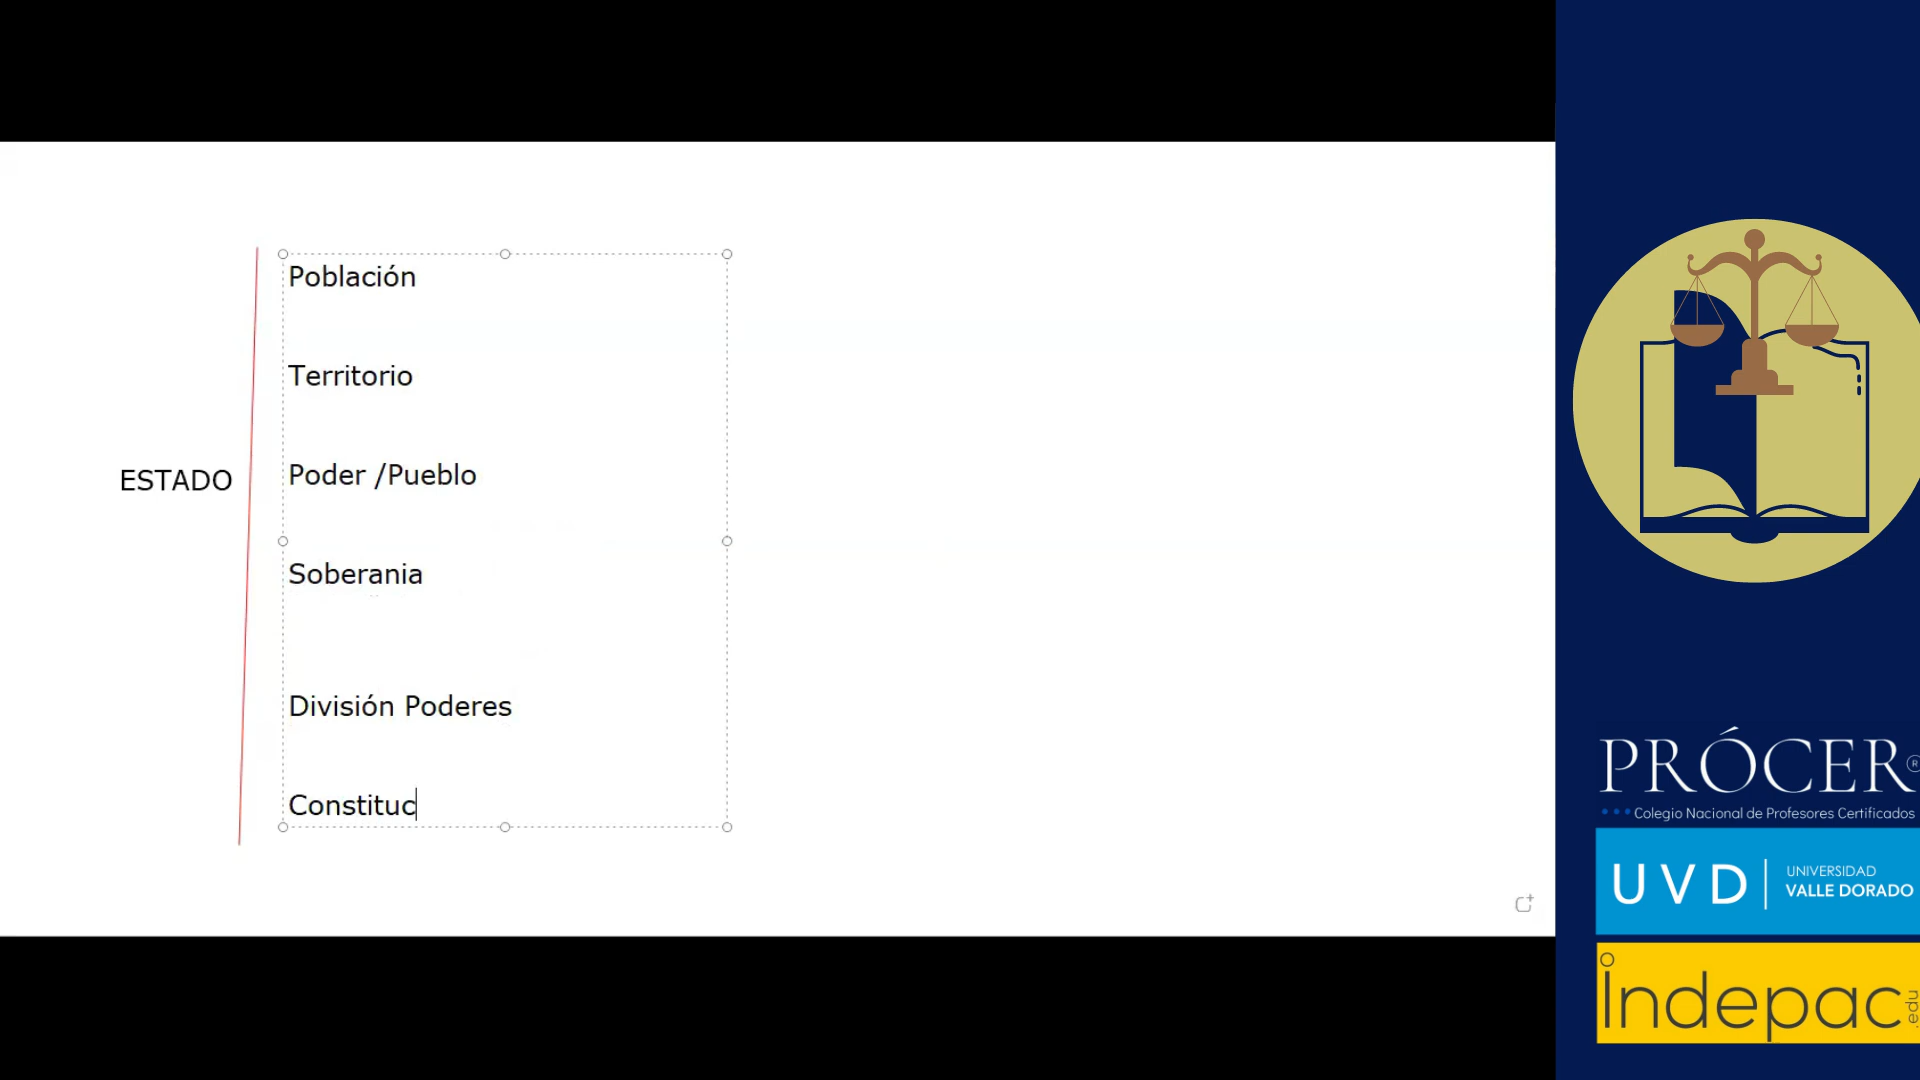 Población
Territorio
ESTADO
Poder /Pueblo
Soberania
División Poderes
Constituc
PRÓCER®
Colegio Nacional de Profesores Certificados
UVD
UNIVERSIDAD
VALLE DORADO
Indepac
.edu